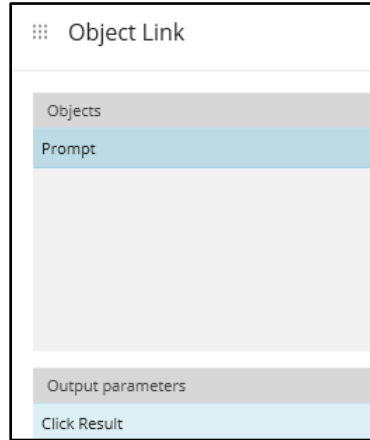 Object Link
Objects
Prompt
Output parameters
Click Result